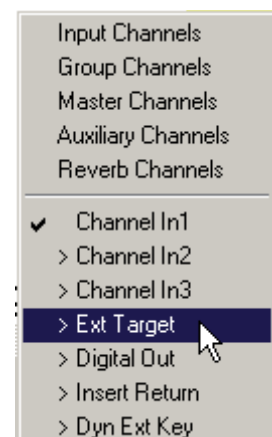 Input Channels
Group Channels
Master Channels
Auxiliary Channels
Reverb Channels
✔ Channel In1
> Channel In2
> Channel In3
> Ext Target
> Digital Out
> Insert Return
> Dyn Ext Key